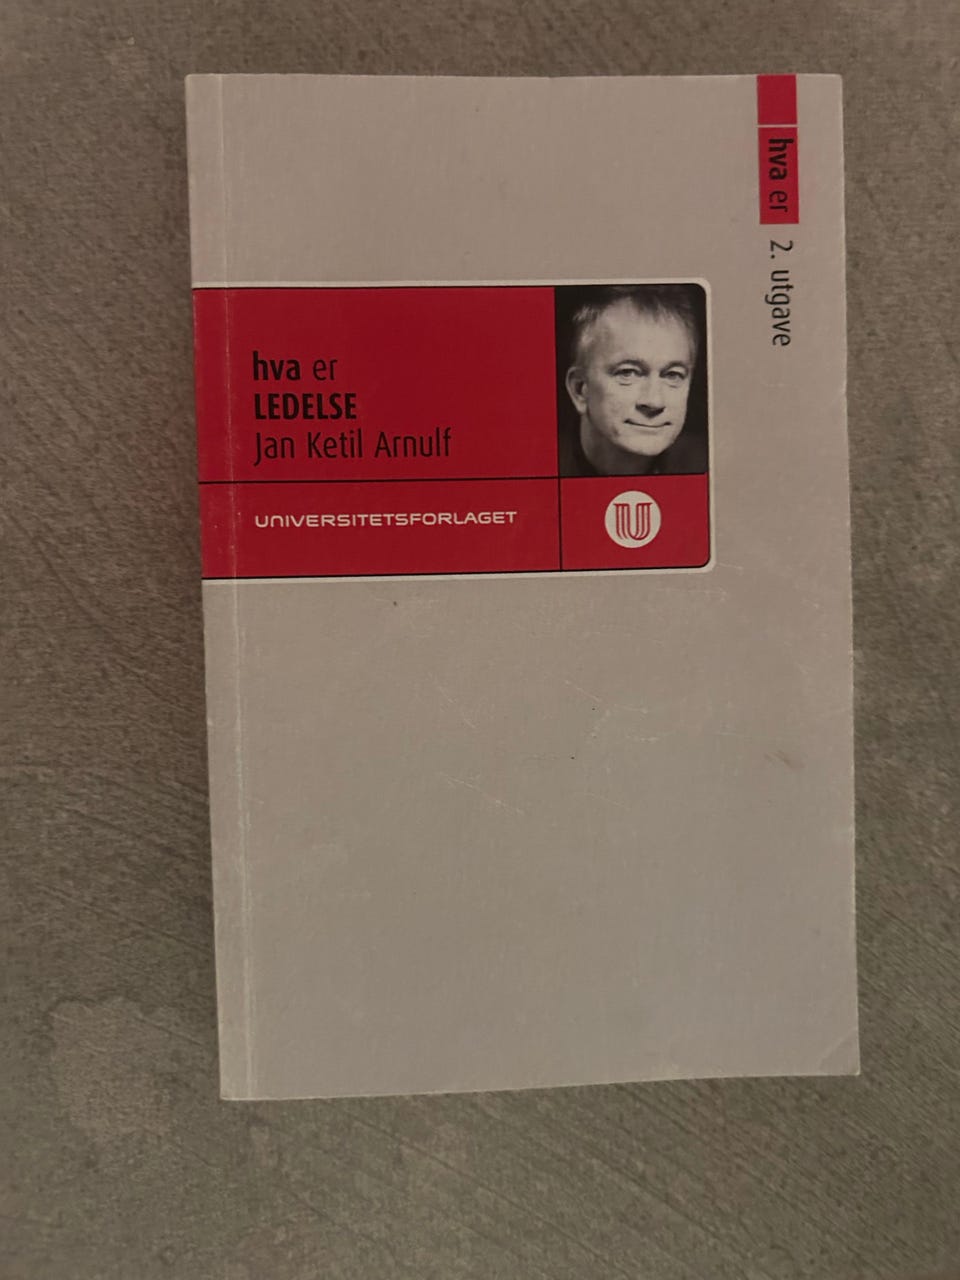 hva er
2. utgave
hva er
LEDELSE
Jan Ketil Arnulf
UNIVERSITETSFORLAGET
U